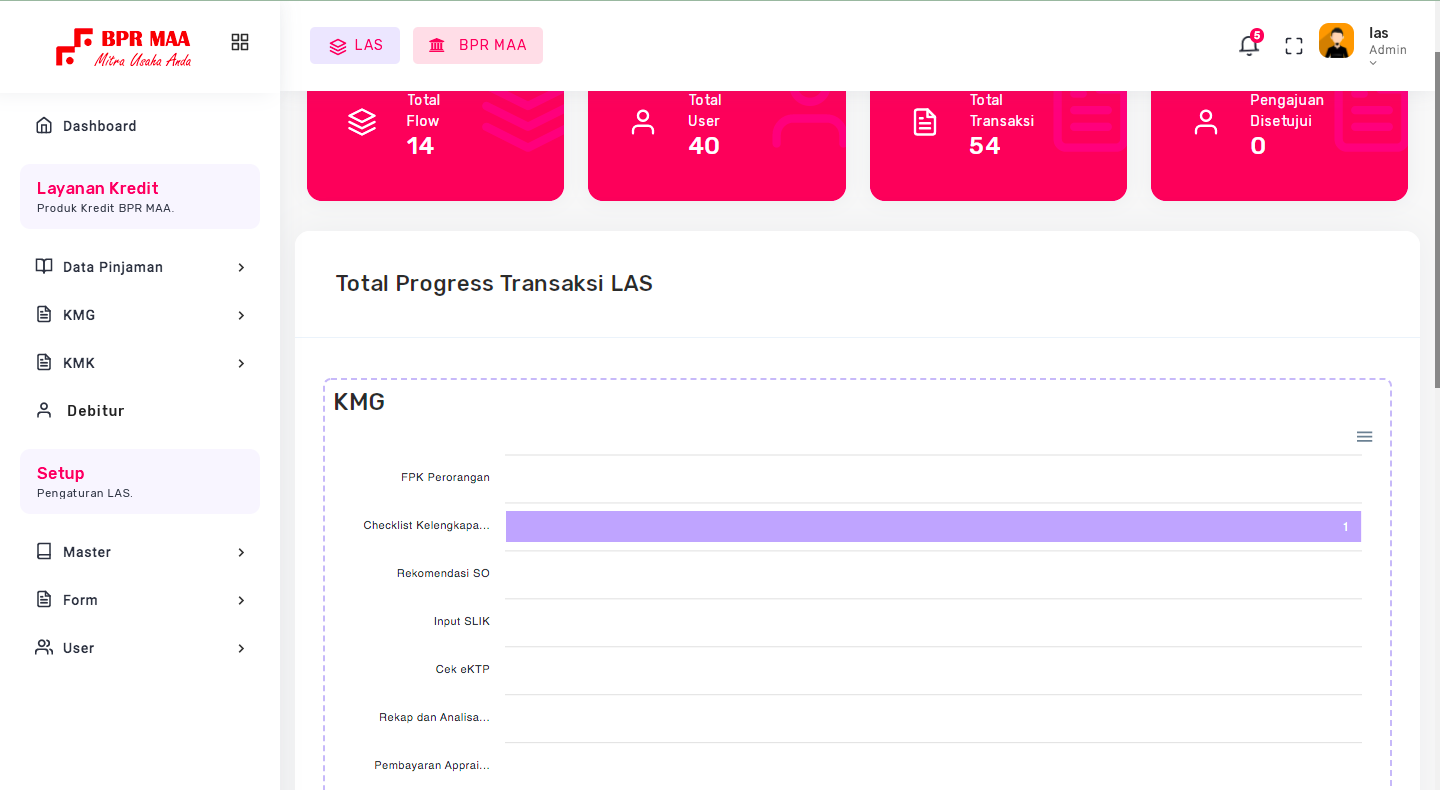 BPR MAA
Mitra Usaha Anda
LAS
BPR MAA
5
las
Admin
Dashboard
Layanan Kredit
Produk Kredit BPR MAA.
Data Pinjaman
KMG
KMK
Debitur
Setup
Pengaturan LAS.
Master
Form
User
Total
Flow
14
Total
User
40
Total
Transaksi
54
Pengajuan
Disetujui
0
Total Progress Transaksi LAS
KMG
FPK Perorangan
Checklist Kelengkapa...
1
Rekomendasi SO
Input SLIK
Cek eKTP
Rekap dan Analisa...
Pembayaran Apprai...